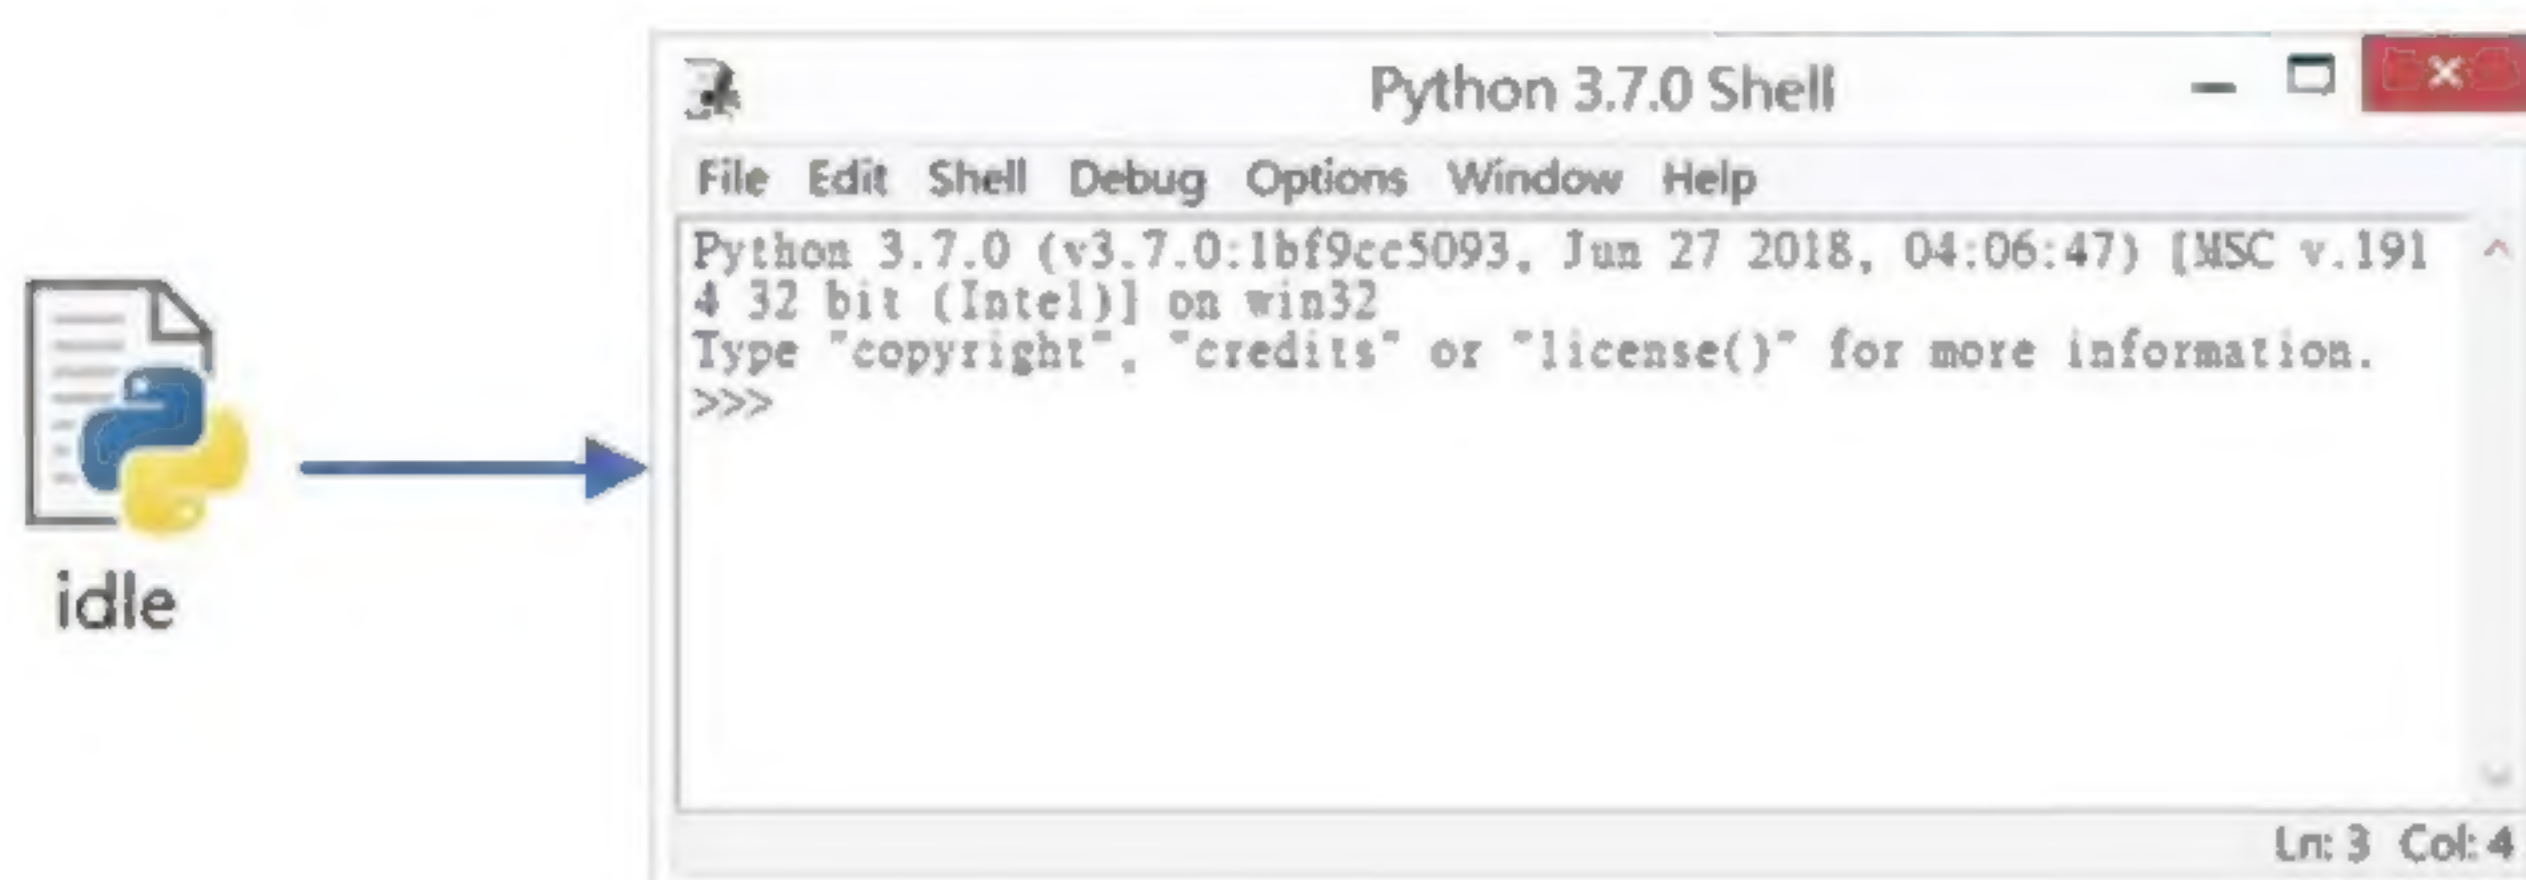 idle
Python 3.7.0 Shell
File Edit Shell Debug Options Window Help
Python 3.7.0 (v3.7.0:1bf9cc5093, Jun 27 2018, 04:06:47) [MSC v.191
4 32 bit (Intel)] on win32
Type "copyright", "credits" or "license()" for more information.
>>>
Ln: 3 Col: 4